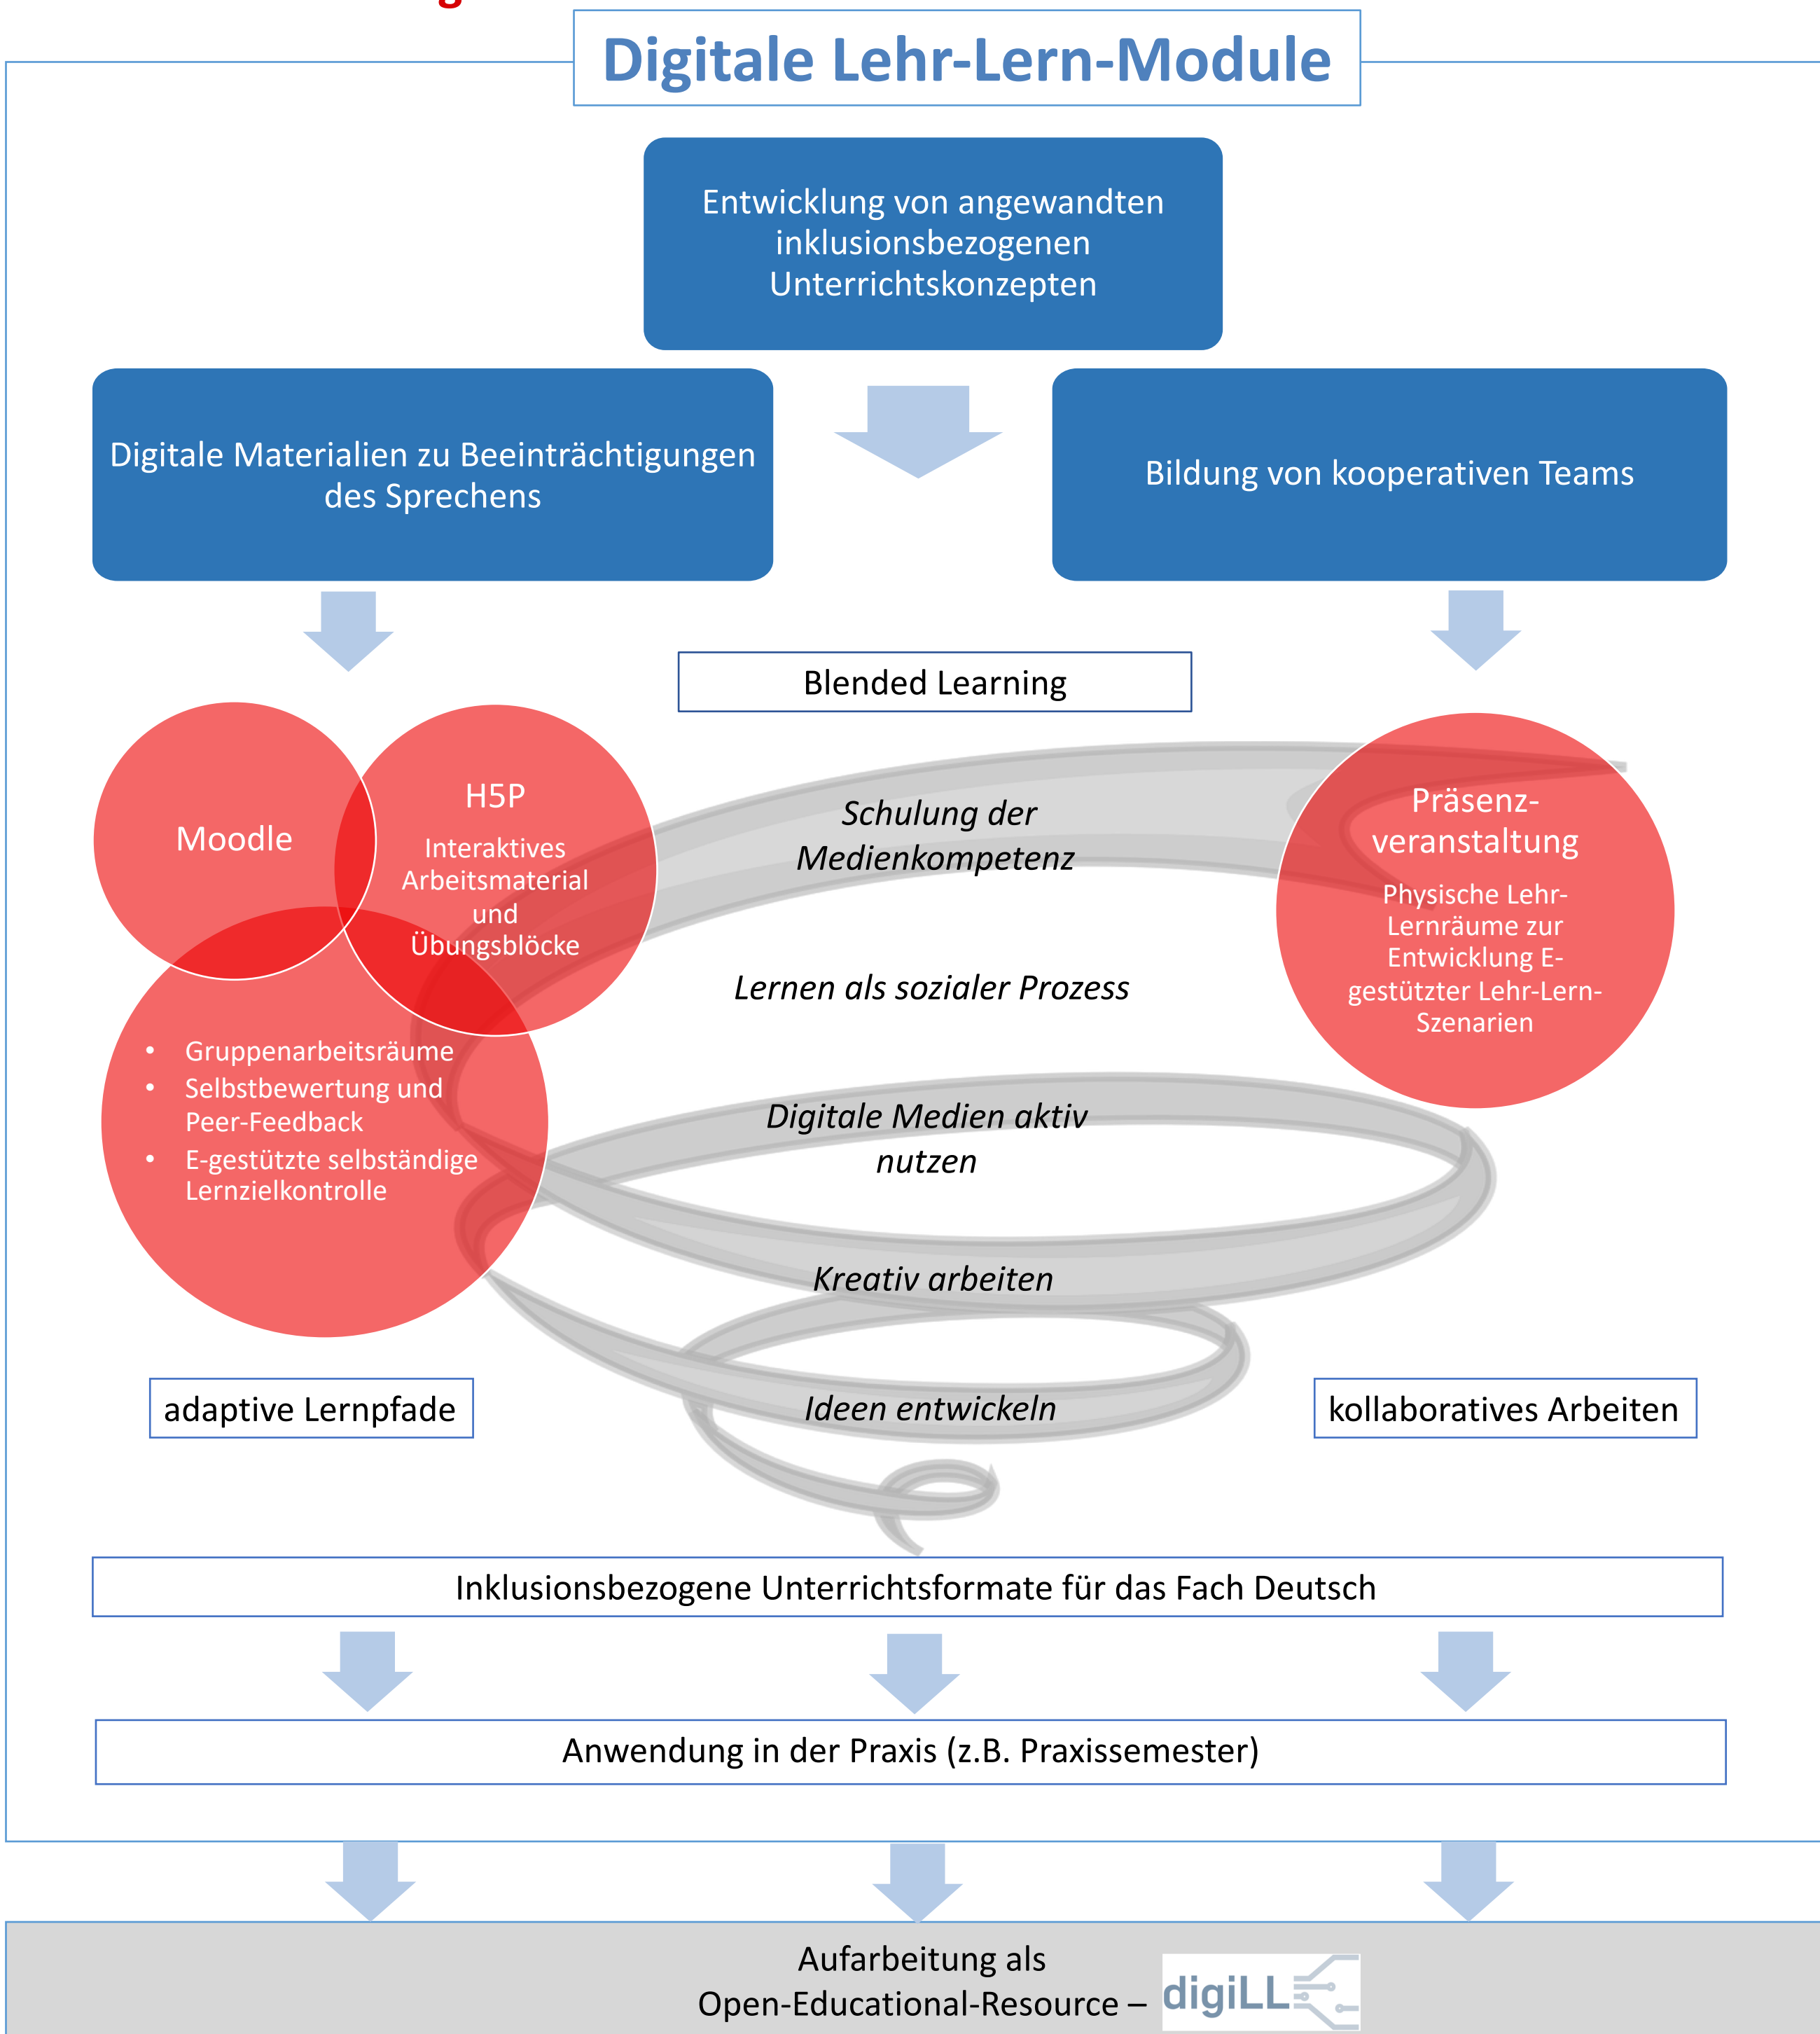 Digitale Lehr-Lern-Module
Entwicklung von angewandten
inklusionsbezogenen
Unterrichtskonzepten
Digitale Materialien zu Beeinträchtigungen
des Sprechens
Bildung von kooperativen Teams
Blended Learning
Moodle
H5P
Interaktives
Arbeitsmaterial
und
Übungsblöcke
Schulung der
Medienkompetenz
Präsenz-
veranstaltung
Physische Lehr-
Lernräume zur
Entwicklung E-
gestützter Lehr-Lern-
Szenarien
Lernen als sozialer Prozess
• Gruppenarbeitsräume
• Selbstbewertung und
Peer-Feedback
• E-gestützte selbständige
Lernzielkontrolle
Digitale Medien aktiv
nutzen
Kreativ arbeiten
Ideen entwickeln
adaptive Lernpfade
kollaboratives Arbeiten
Inklusionsbezogene Unterrichtsformate für das Fach Deutsch
Anwendung in der Praxis (z.B. Praxissemester)
Aufarbeitung als
Open-Educational-Resource –
digiLL